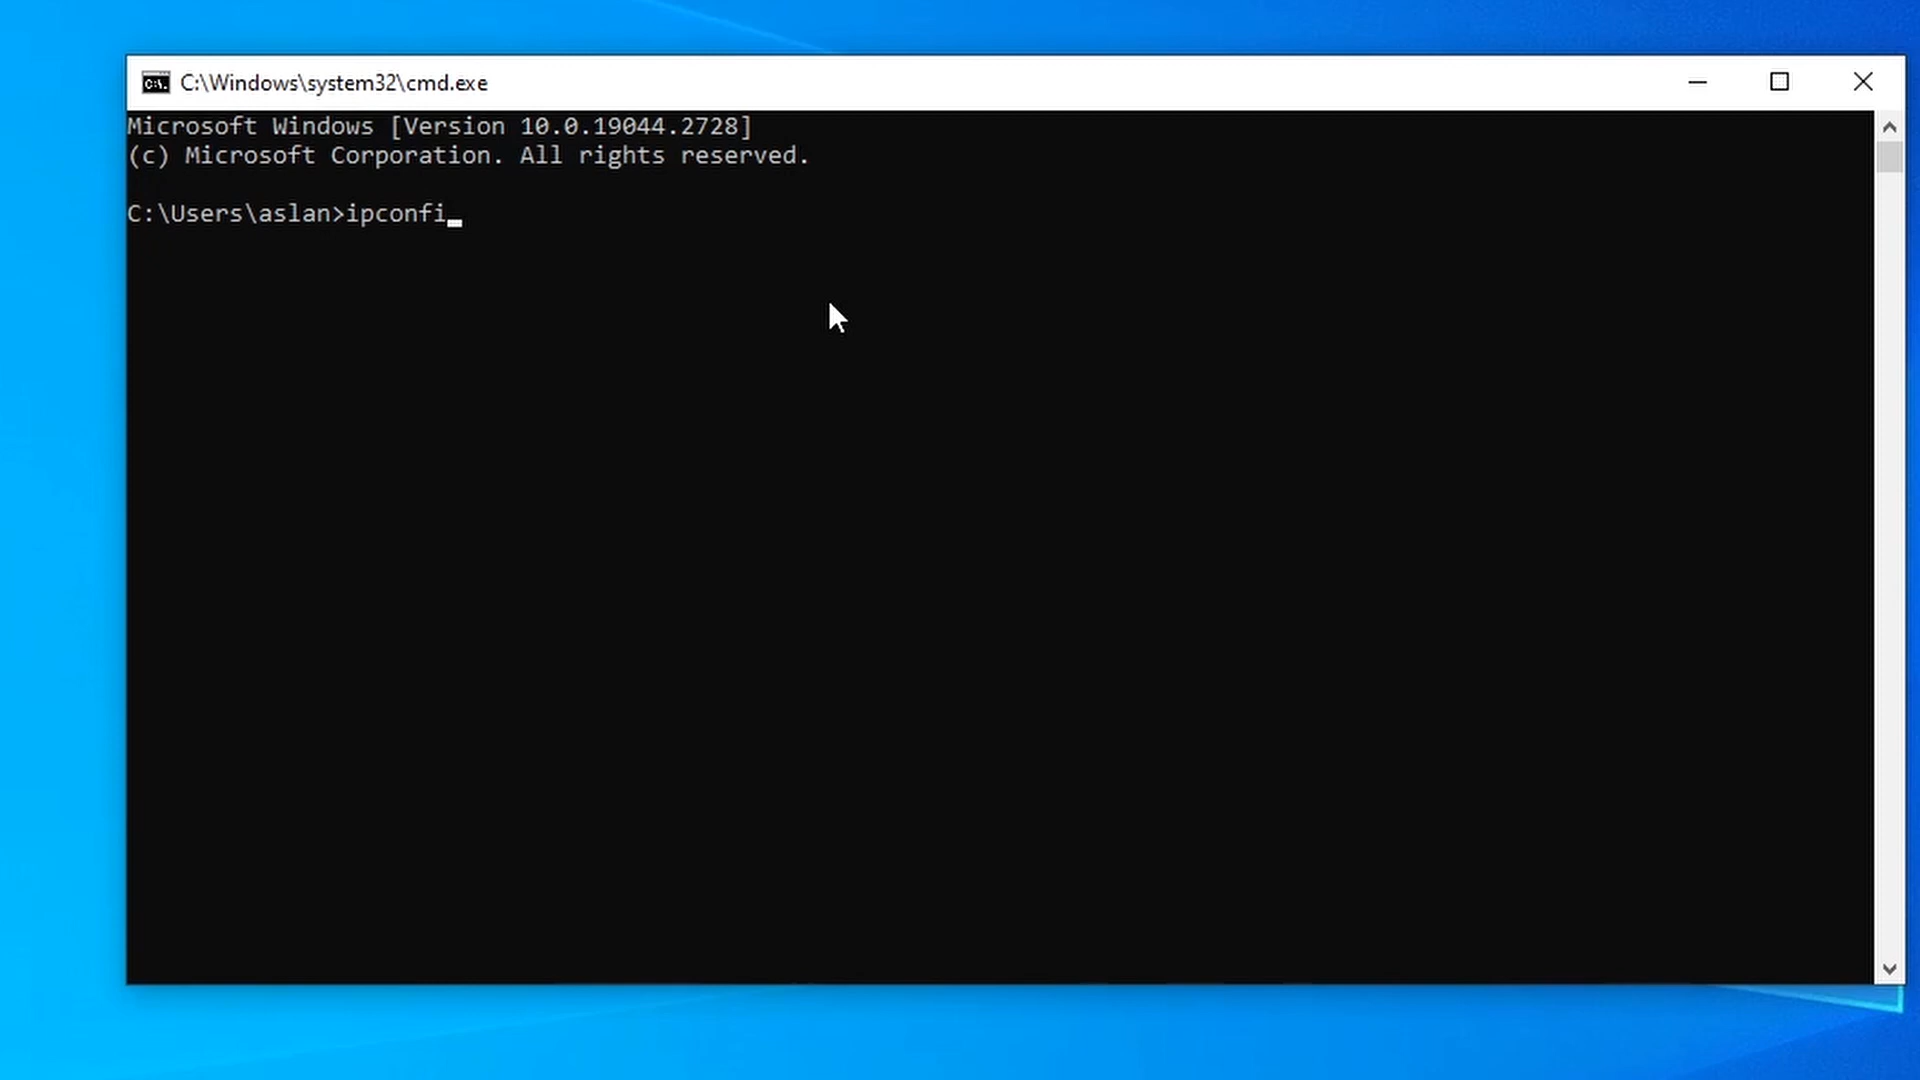 C:\Windows\system32\cmd.exe
Microsoft Windows [Version 10.0.19044.2728]
(c) Microsoft Corporation. All rights reserved.
C:\Users\aslan>ipconfi